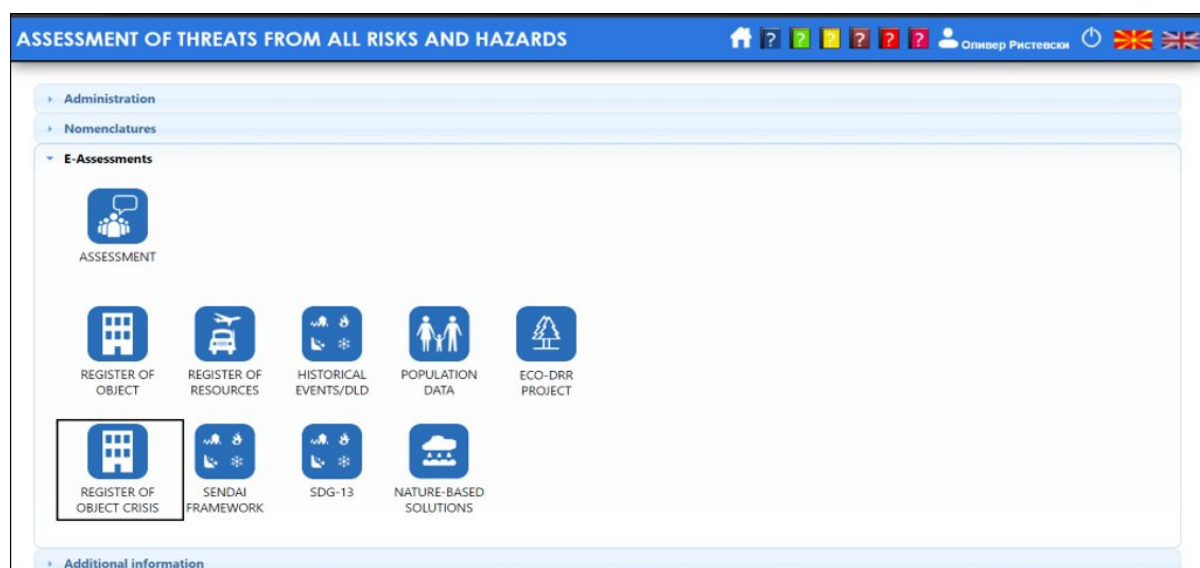 ASSESSMENT OF THREATS FROM ALL RISKS AND HAZARDS
? ? ? ? ? ? Оливер Ристевски
Administration
Nomenclatures
E-Assessments
ASSESSMENT
REGISTER OF OBJECT
REGISTER OF RESOURCES
HISTORICAL EVENTS/DLD
POPULATION DATA
ECO-DRR PROJECT
REGISTER OF OBJECT CRISIS
SENDAI FRAMEWORK
SDG-13
NATURE-BASED SOLUTIONS
Additional information